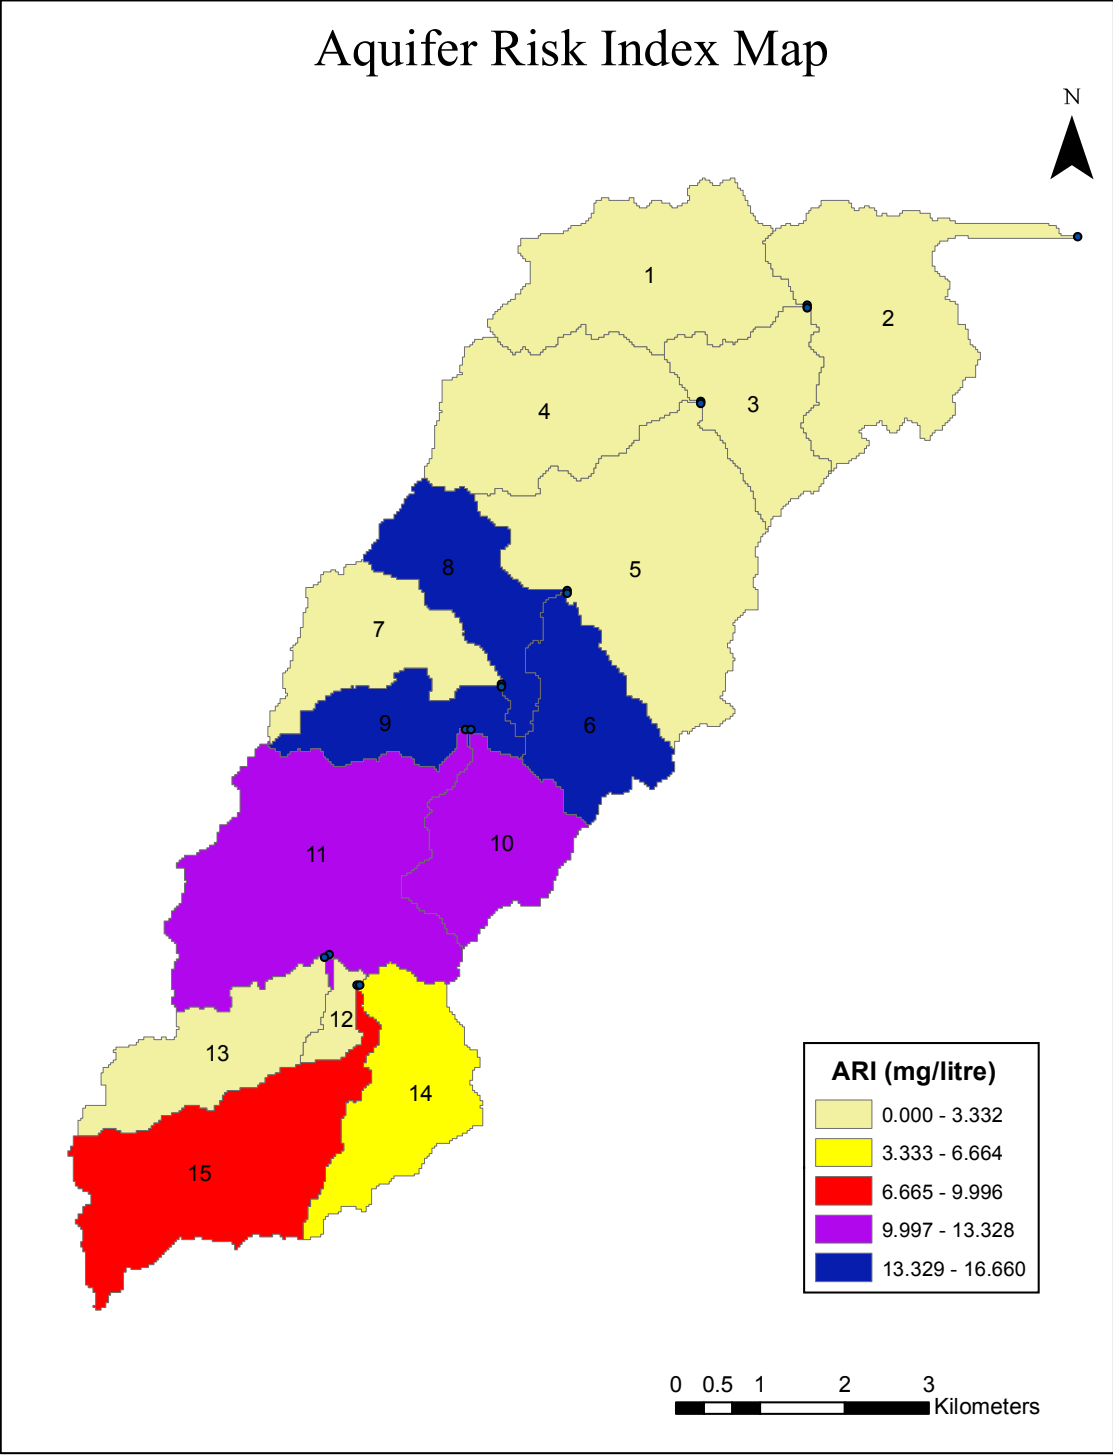 Aquifer Risk Index Map
N
1
2
3
4
5
8
7
9
6
10
11
12
13
14
15
ARI (mg/litre)
0.000 - 3.332
3.333 - 6.664
6.665 - 9.996
9.997 - 13.328
13.329 - 16.660
0 0.5 1 2 3
Kilometers